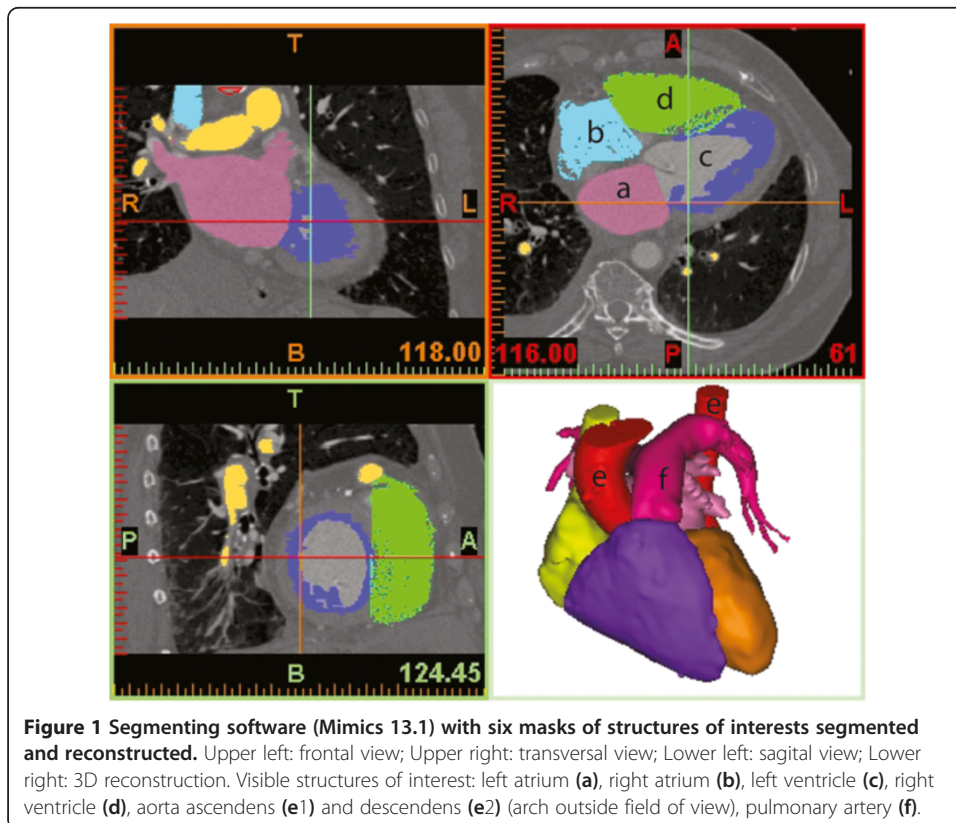 T
R
L
B
118.00
A
d
b
c
a
R
L
116.00
P
61
T
P
A
B
124.45
e
e
f
Figure 1 Segmenting software (Mimics 13.1) with six masks of structures of interests segmented
and reconstructed. Upper left: frontal view; Upper right: transversal view; Lower left: sagital view; Lower
right: 3D reconstruction. Visible structures of interest: left atrium (a), right atrium (b), left ventricle (c), right
ventricle (d), aorta ascendens (e1) and descendens (e2) (arch outside field of view), pulmonary artery (f).